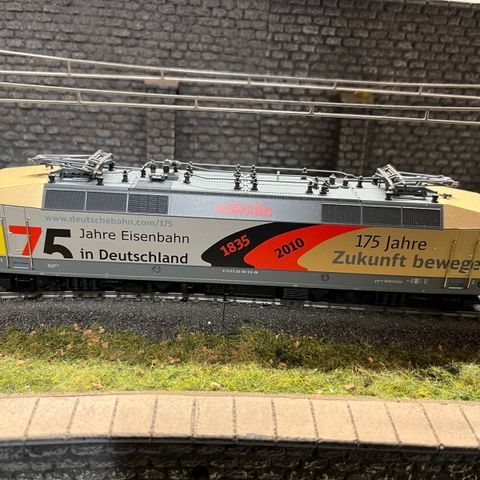 märklin
www.deutschebahn.com/175
75 Jahre Eisenbahn
in Deutschland
1835
2010
175 Jahre
Zukunft bewege